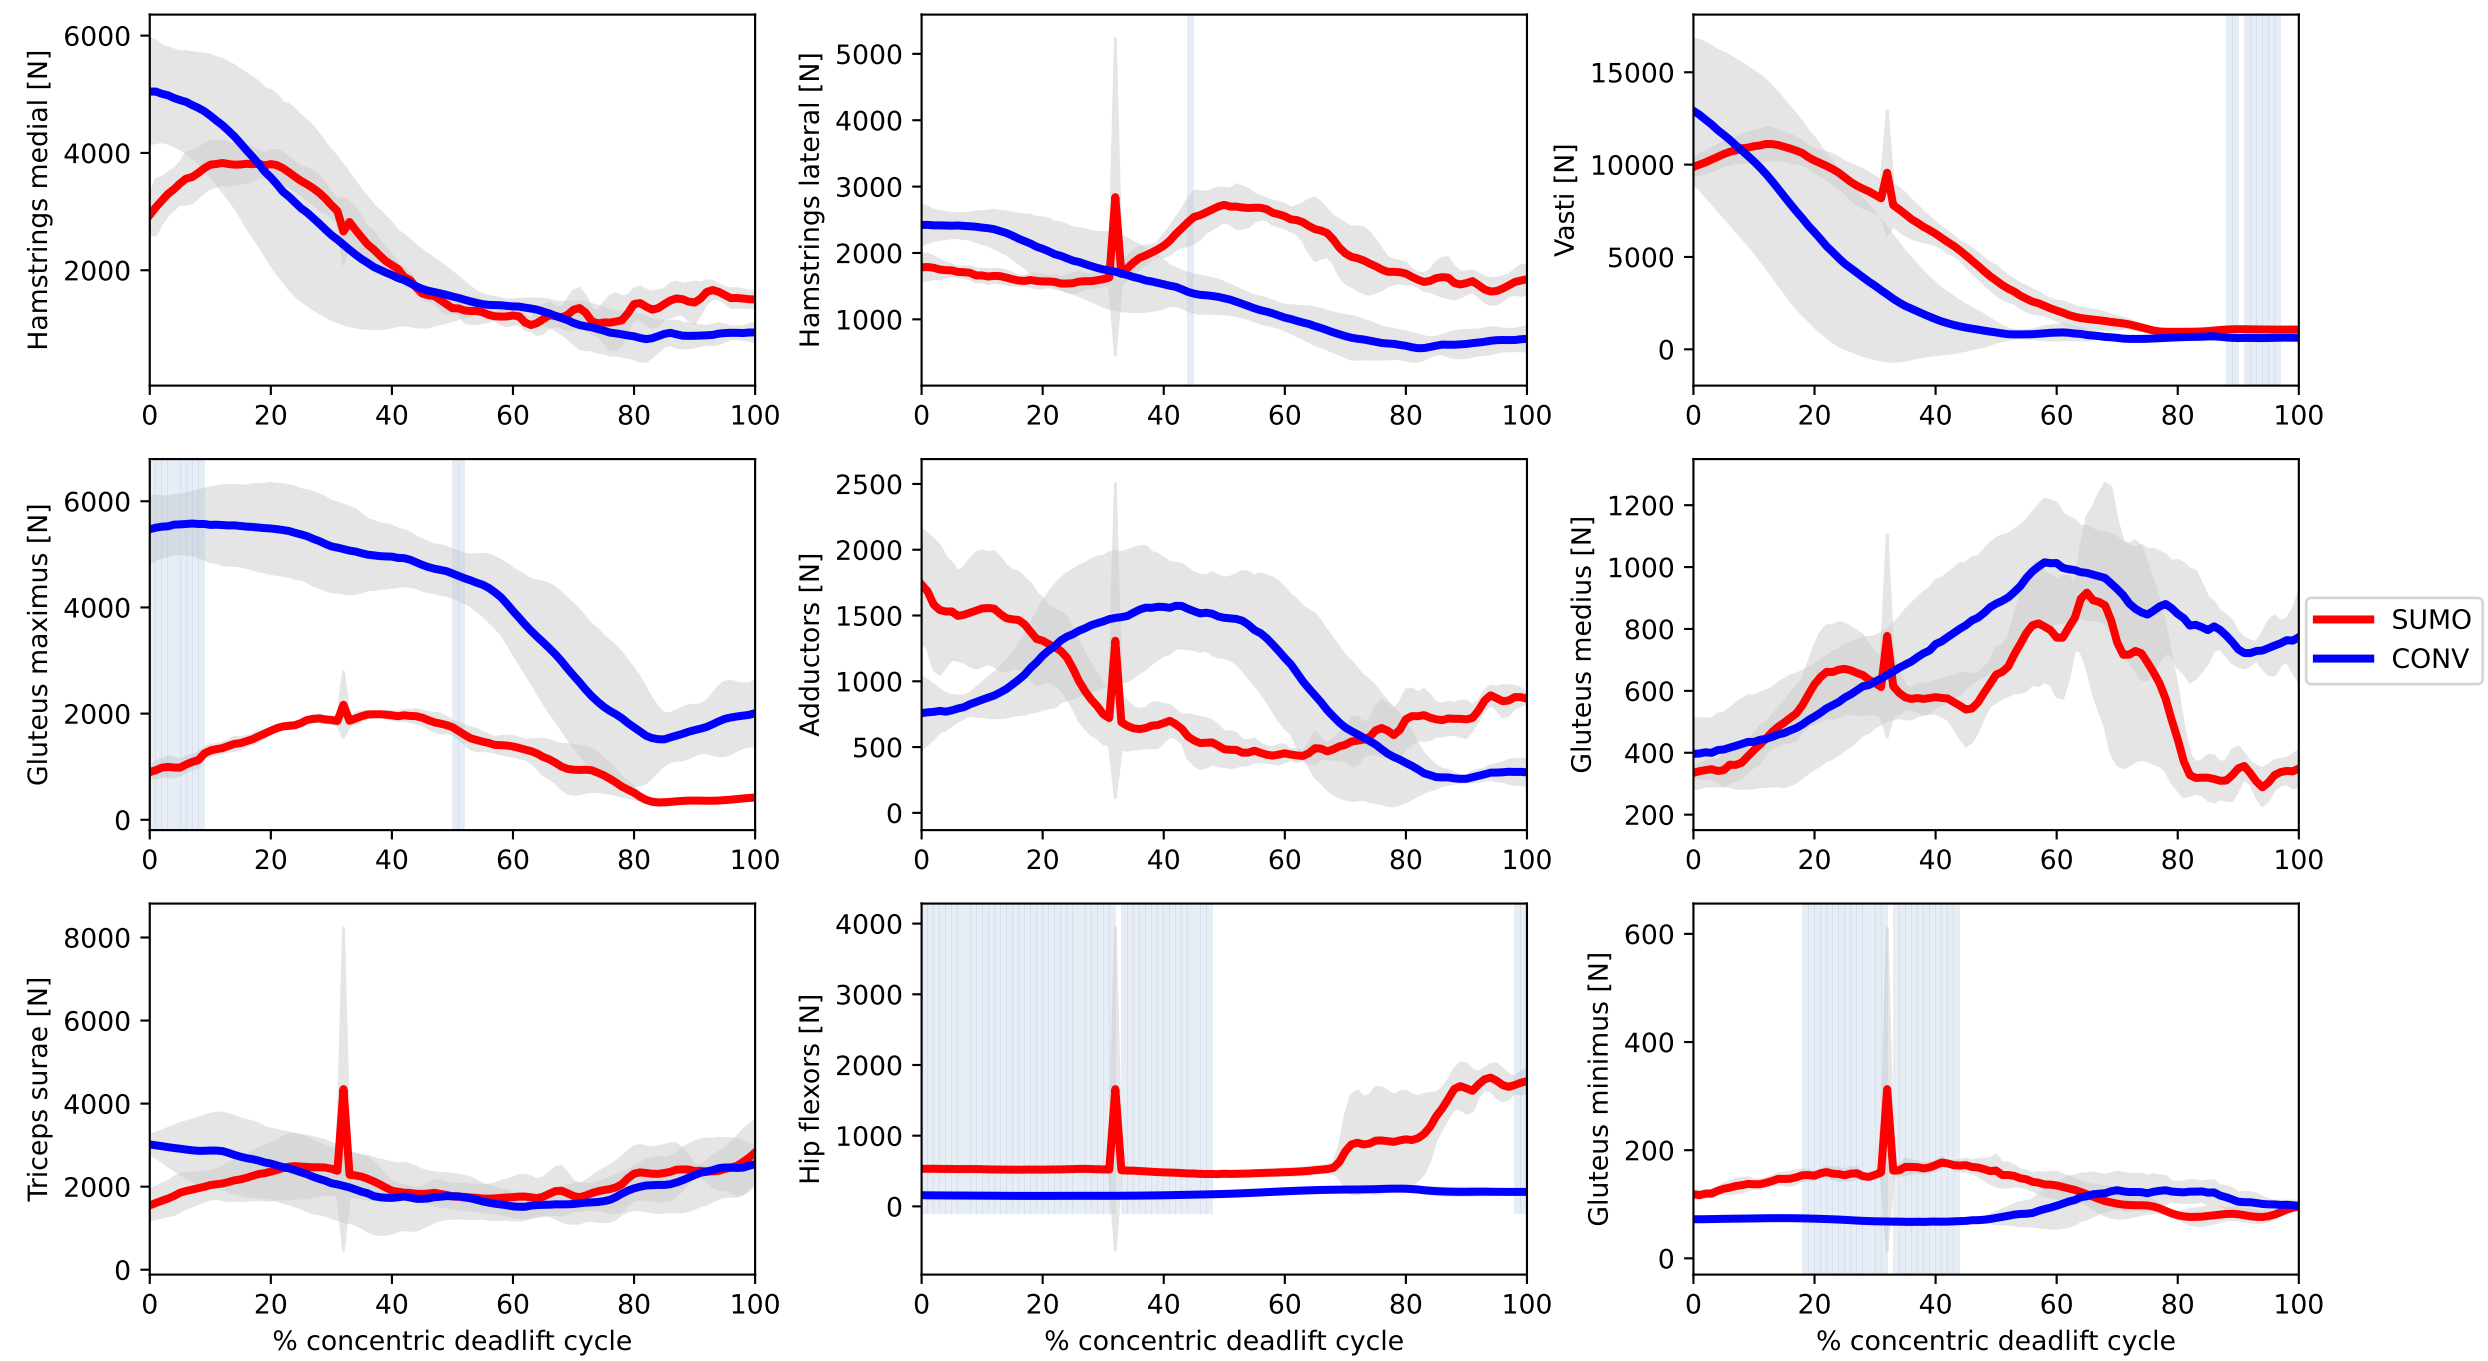 Hamstrings medial [N]
6000
4000
2000
0 20 40 60 80 100
Hamstrings lateral [N]
5000
4000
3000
2000
1000
0 20 40 60 80 100
Vasti [N]
15000
10000
5000
0
0 20 40 60 80 100
Gluteus maximus [N]
6000
4000
2000
0
0 20 40 60 80 100
Adductors [N]
2500
2000
1500
1000
500
0
0 20 40 60 80 100
Gluteus medius [N]
1200
1000
800
600
400
200
0 20 40 60 80 100
SUMO
CONV
Triceps surae [N]
8000
6000
4000
2000
0
0 20 40 60 80 100
% concentric deadlift cycle
Hip flexors [N]
4000
3000
2000
1000
0
0 20 40 60 80 100
% concentric deadlift cycle
Gluteus minimus [N]
600
400
200
0
0 20 40 60 80 100
% concentric deadlift cycle